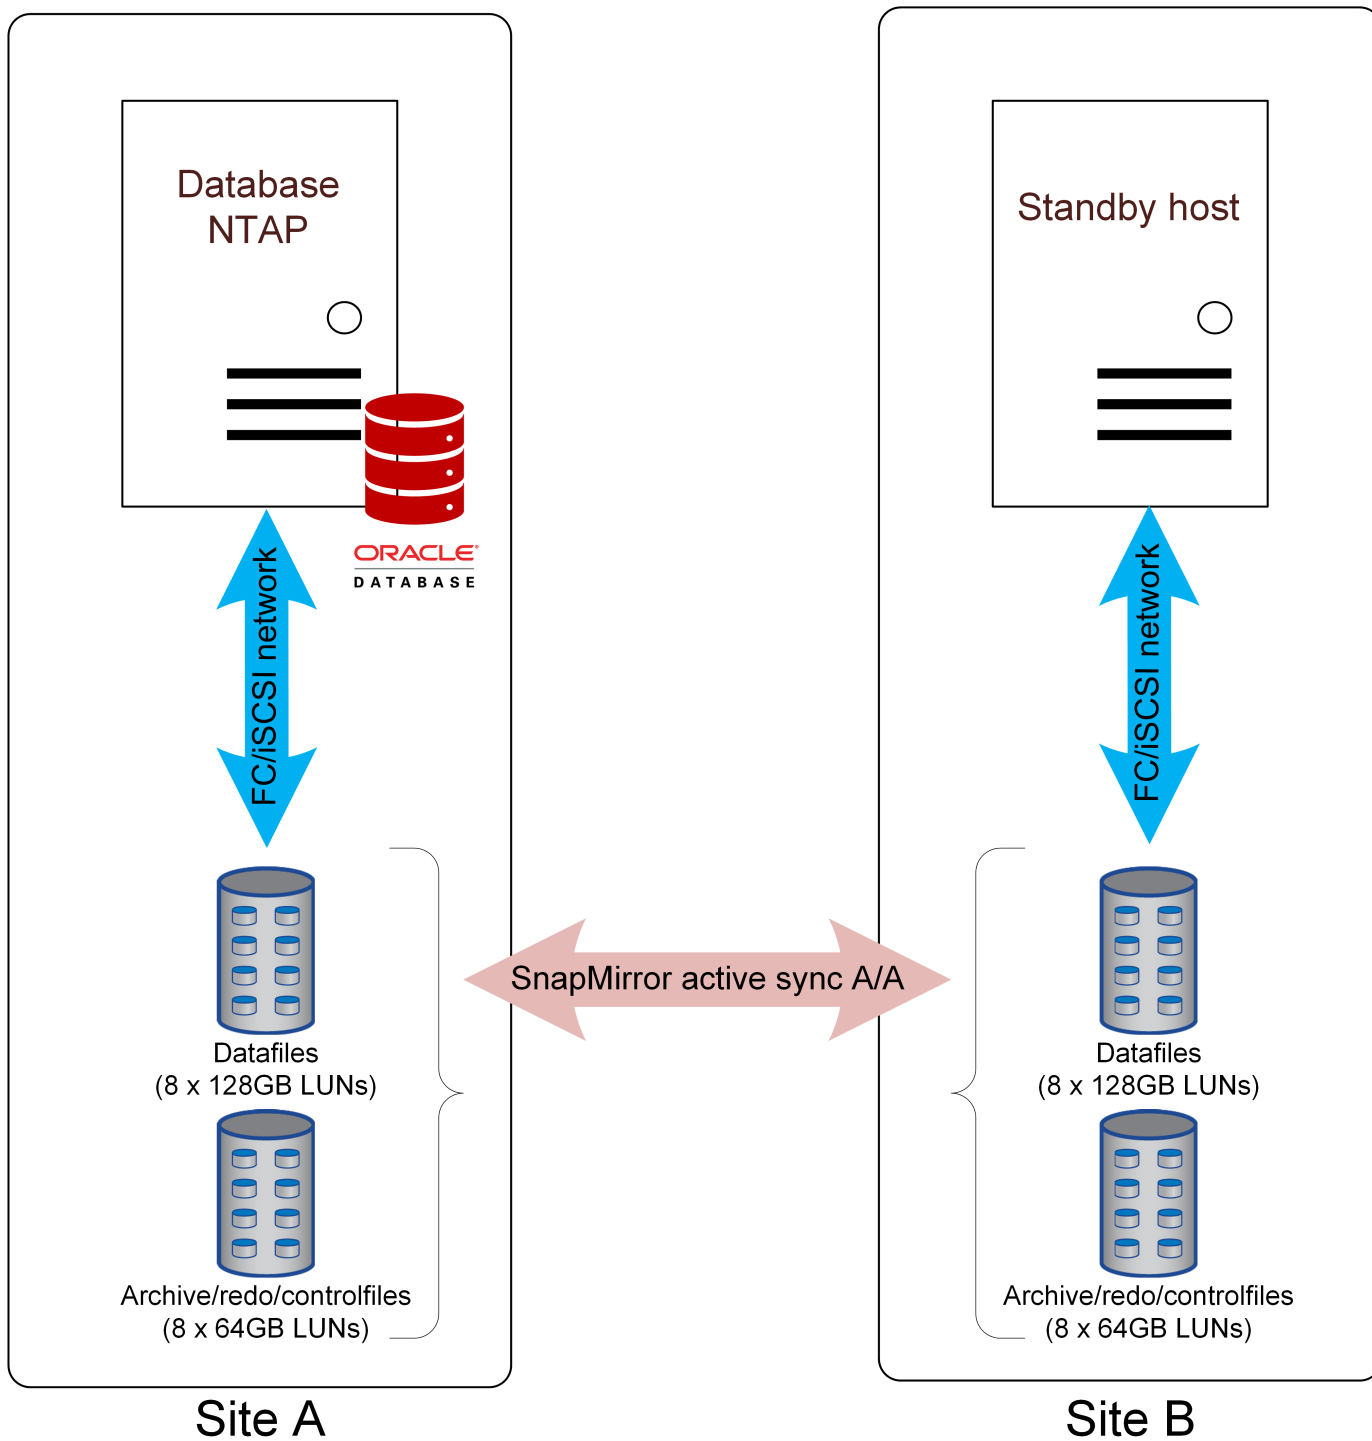 Database
NTAP
ORACLE®
DATABASE
FC/iSCSI network
Datafiles
(8 x 128GB LUNs)
Archive/redo/controlfiles
(8 x 64GB LUNs)
Site A
SnapMirror active sync A/A
Standby host
FC/iSCSI network
Datafiles
(8 x 128GB LUNs)
Archive/redo/controlfiles
(8 x 64GB LUNs)
Site B